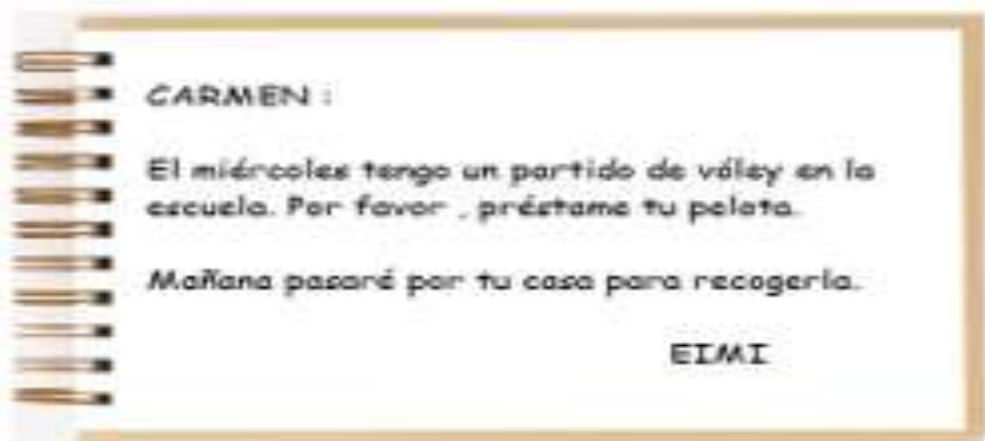 CARMEN :
El miércoles tengo un partido de váley en la
escuela. Por favor , préstame tu pelota.
Mañana pasaré por tu casa para recogerla.
EIMI